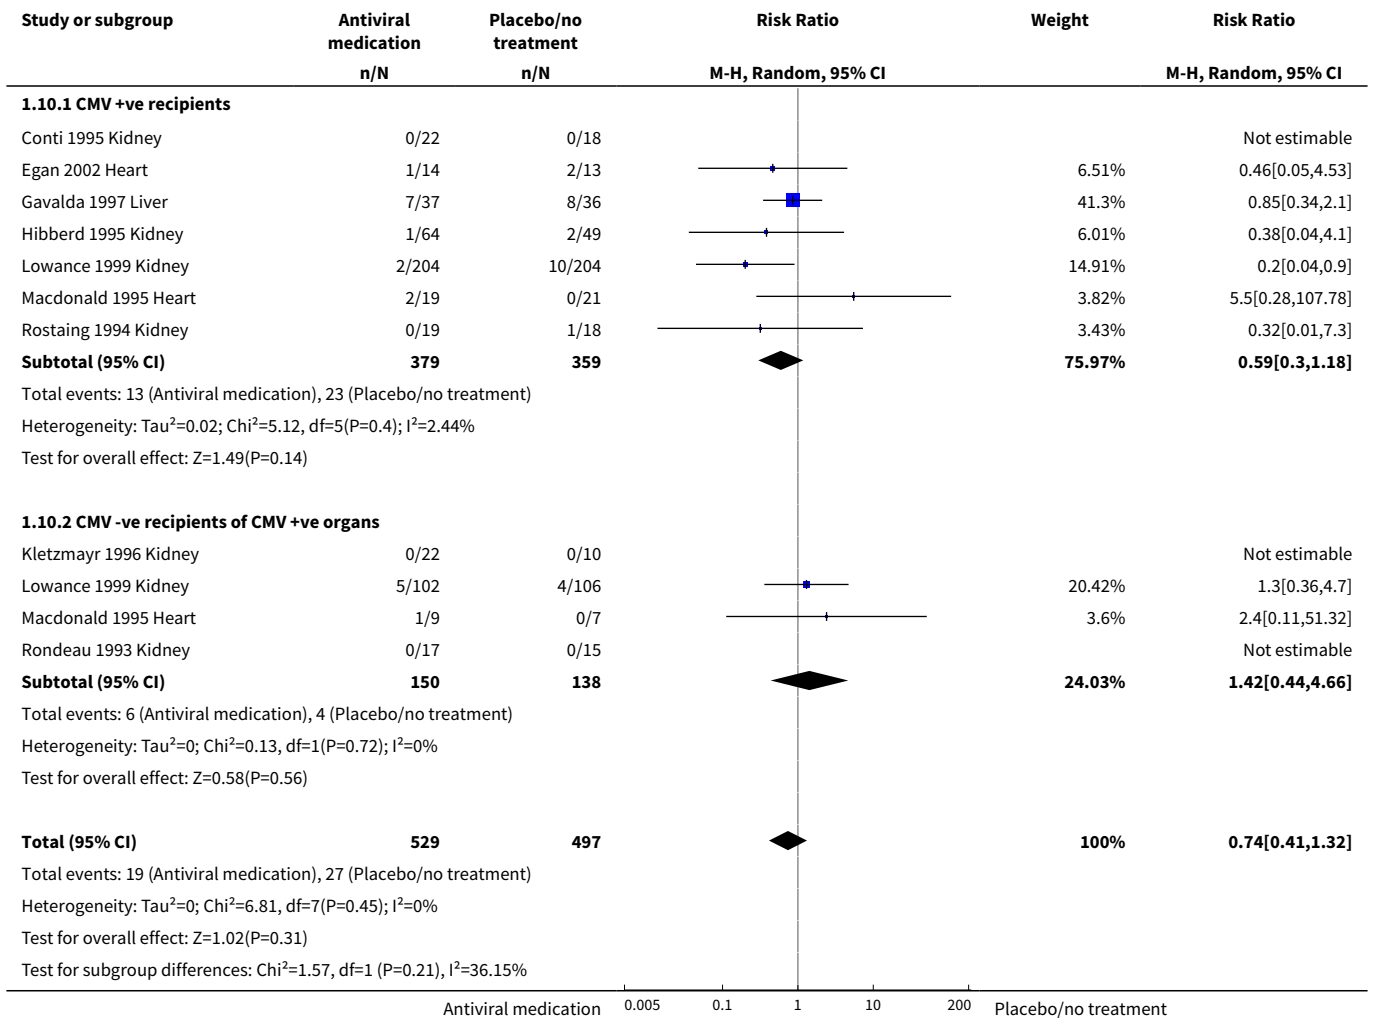 Study or subgroup Antiviral medication Placebo/no treatment Risk Ratio Weight Risk Ratio
n/N n/N M-H, Random, 95% CI M-H, Random, 95% CI
1.10.1 CMV +ve recipients
Conti 1995 Kidney 0/22 0/18 Not estimable
Egan 2002 Heart 1/14 2/13 6.51% 0.46[0.05,4.53]
Gavalda 1997 Liver 7/37 8/36 41.3% 0.85[0.34,2.1]
Hibberd 1995 Kidney 1/64 2/49 6.01% 0.38[0.04,4.1]
Lowance 1999 Kidney 2/204 10/204 14.91% 0.2[0.04,0.9]
Macdonald 1995 Heart 2/19 0/21 3.82% 5.5[0.28,107.78]
Rostaing 1994 Kidney 0/19 1/18 3.43% 0.32[0.01,7.3]
Subtotal (95% CI) 379 359 75.97% 0.59[0.3,1.18]
Total events: 13 (Antiviral medication), 23 (Placebo/no treatment)
Heterogeneity: Tau²=0.02; Chi²=5.12, df=5(P=0.4); I²=2.44%
Test for overall effect: Z=1.49(P=0.14)
1.10.2 CMV -ve recipients of CMV +ve organs
Kletzmayr 1996 Kidney 0/22 0/10 Not estimable
Lowance 1999 Kidney 5/102 4/106 20.42% 1.3[0.36,4.7]
Macdonald 1995 Heart 1/9 0/7 3.6% 2.4[0.11,51.32]
Rondeau 1993 Kidney 0/17 0/15 Not estimable
Subtotal (95% CI) 150 138 24.03% 1.42[0.44,4.66]
Total events: 6 (Antiviral medication), 4 (Placebo/no treatment)
Heterogeneity: Tau²=0; Chi²=0.13, df=1(P=0.72); I²=0%
Test for overall effect: Z=0.58(P=0.56)
Total (95% CI) 529 497 100% 0.74[0.41,1.32]
Total events: 19 (Antiviral medication), 27 (Placebo/no treatment)
Heterogeneity: Tau²=0; Chi²=6.81, df=7(P=0.45); I²=0%
Test for overall effect: Z=1.02(P=0.31)
Test for subgroup differences: Chi²=1.57, df=1 (P=0.21), I²=36.15%
Antiviral medication 0.005 0.1 1 10 200 Placebo/no treatment